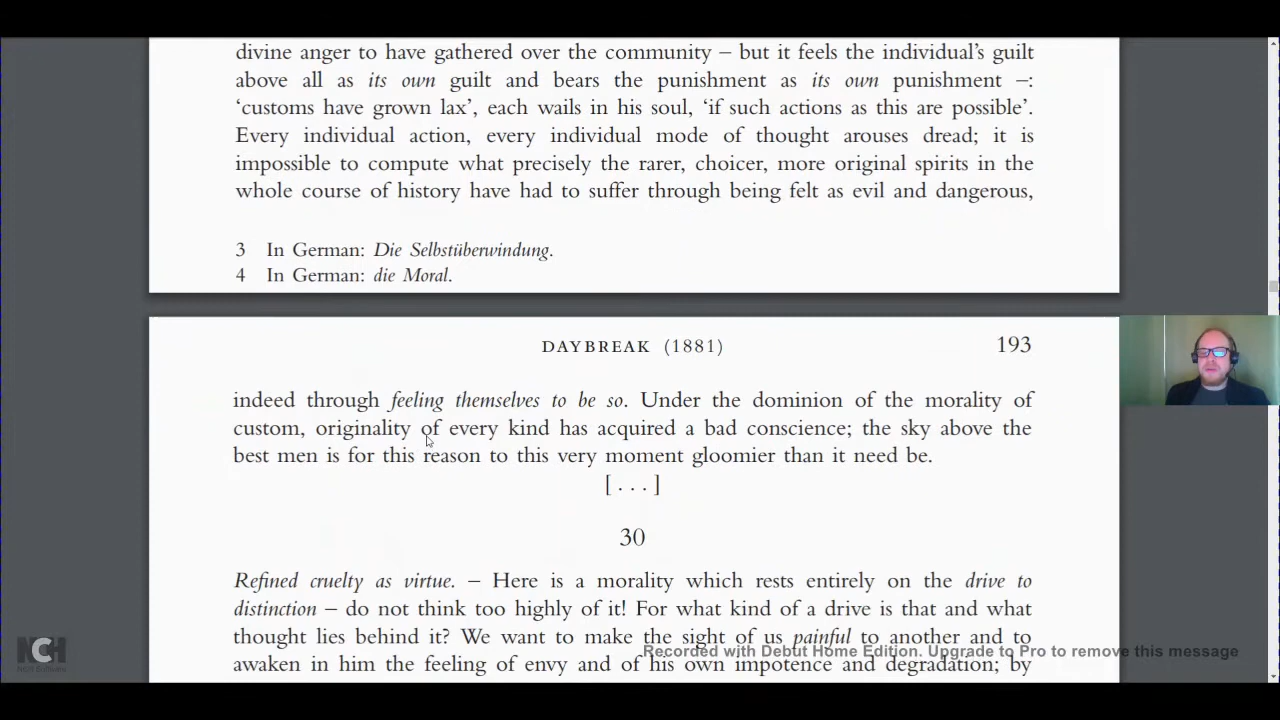 divine anger to have gathered over the community – but it feels the individual's guilt
above all as its own guilt and bears the punishment as its own punishment –:
'customs have grown lax', each wails in his soul, 'if such actions as this are possible'.
Every individual action, every individual mode of thought arouses dread; it is
impossible to compute what precisely the rarer, choicer, more original spirits in the
whole course of history have had to suffer through being felt as evil and dangerous,
3 In German: Die Selbstüberwindung.
4 In German: die Moral.
DAYBREAK (1881) 193
indeed through feeling themselves to be so. Under the dominion of the morality of
custom, originality of every kind has acquired a bad conscience; the sky above the
best men is for this reason to this very moment gloomier than it need be.
[...]
30
Refined cruelty as virtue. – Here is a morality which rests entirely on the drive to
distinction – do not think too highly of it! For what kind of a drive is that and what
thought lies behind it? We want to make the sight of us painful to another and to
awaken in him the feeling of envy and of his own impotence and degradation; by
Recorded with Debut Home Edition. Upgrade to Pro to remove this message
NCH